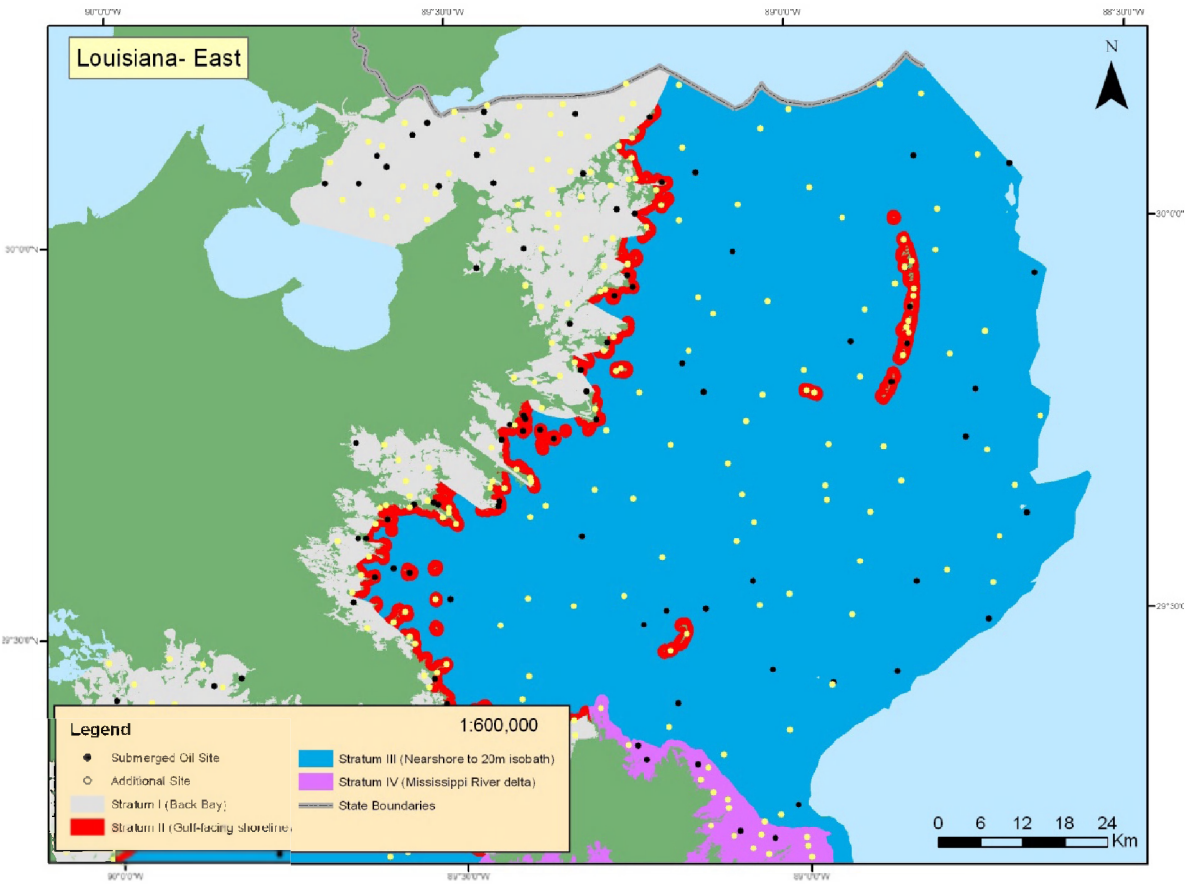 90°0'0"W 89°30'0"W 89°0'0"W 88°30'0"W
Louisiana- East
N
30°0'0"N
30°0'0"N
29°30'0"N
29°30'0"N
Legend
1:600,000
Submerged Oil Site
Additional Site
Stratum I (Back Bay)
Stratum II (Gulf-facing shoreline)
Stratum III (Nearshore to 20m isobath)
Stratum IV (Mississippi River delta)
State Boundaries
0 6 12 18 24
Km
90°0'0"W 89°30'0"W 89°0'0"W